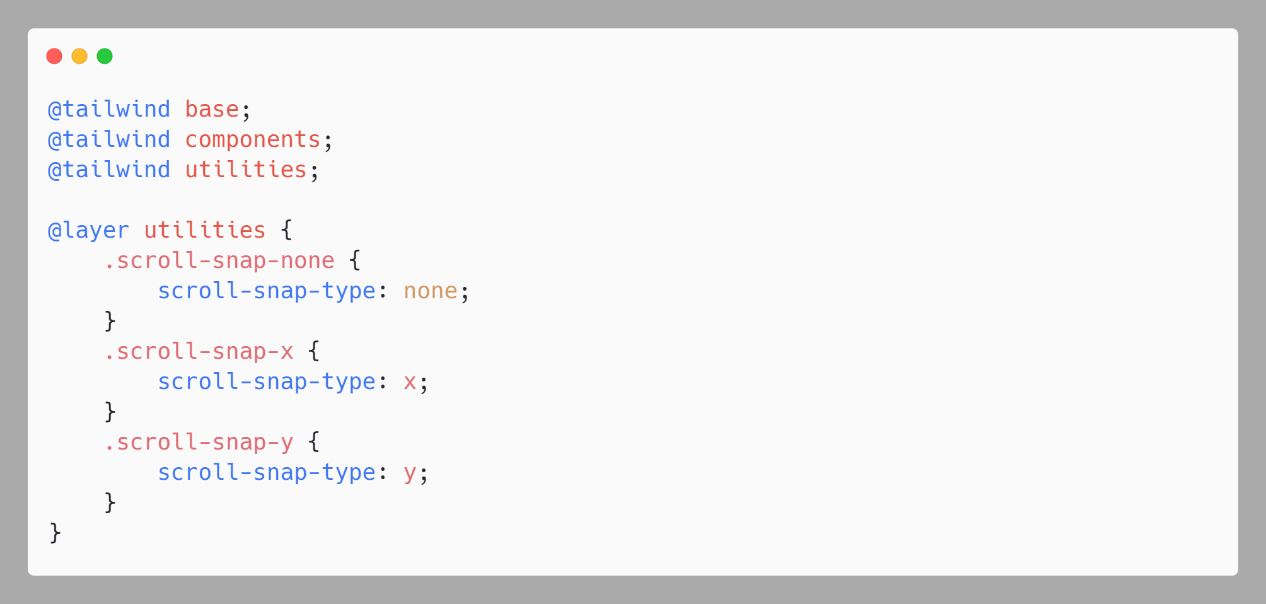 @tailwind base;
@tailwind components;
@tailwind utilities;

@layer utilities {
    .scroll-snap-none {
        scroll-snap-type: none;
    }
    .scroll-snap-x {
        scroll-snap-type: x;
    }
    .scroll-snap-y {
        scroll-snap-type: y;
    }
}